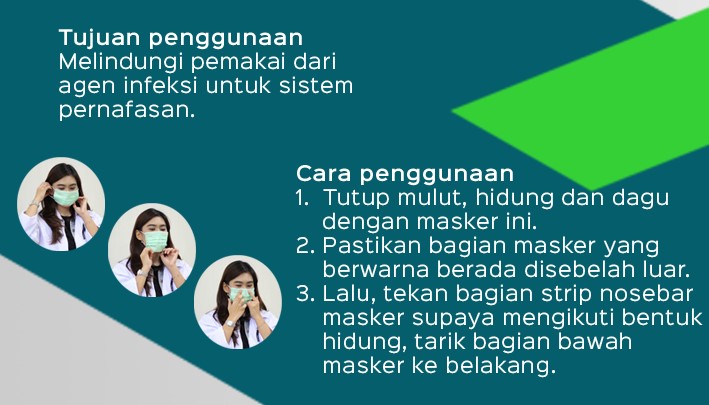 Tujuan penggunaan
Melindungi pemakai dari
agen infeksi untuk sistem
pernafasan.
Cara penggunaan
1. Tutup mulut, hidung dan dagu
dengan masker ini.
2. Pastikan bagian masker yang
berwarna berada disebelah luar.
3. Lalu, tekan bagian strip nosebar
masker supaya mengikuti bentuk
hidung, tarik bagian bawah
masker ke belakang.